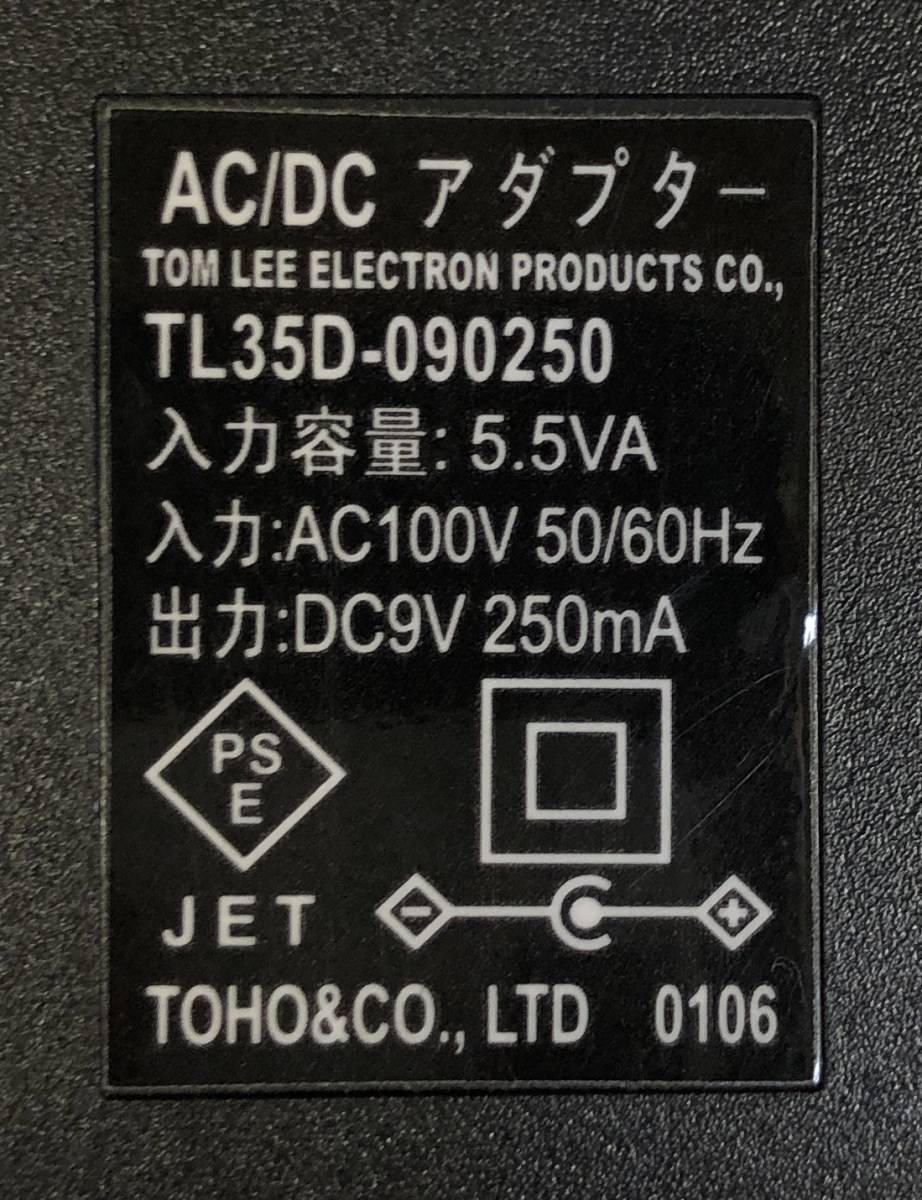 AC/DC アダプター
TOM LEE ELECTRON PRODUCTS CO.,
TL35D-090250
入力容量: 5.5VA
入力:AC100V 50/60Hz
出力:DC9V 250mA
PS
E
JET
- +
TOHO&CO., LTD 0106